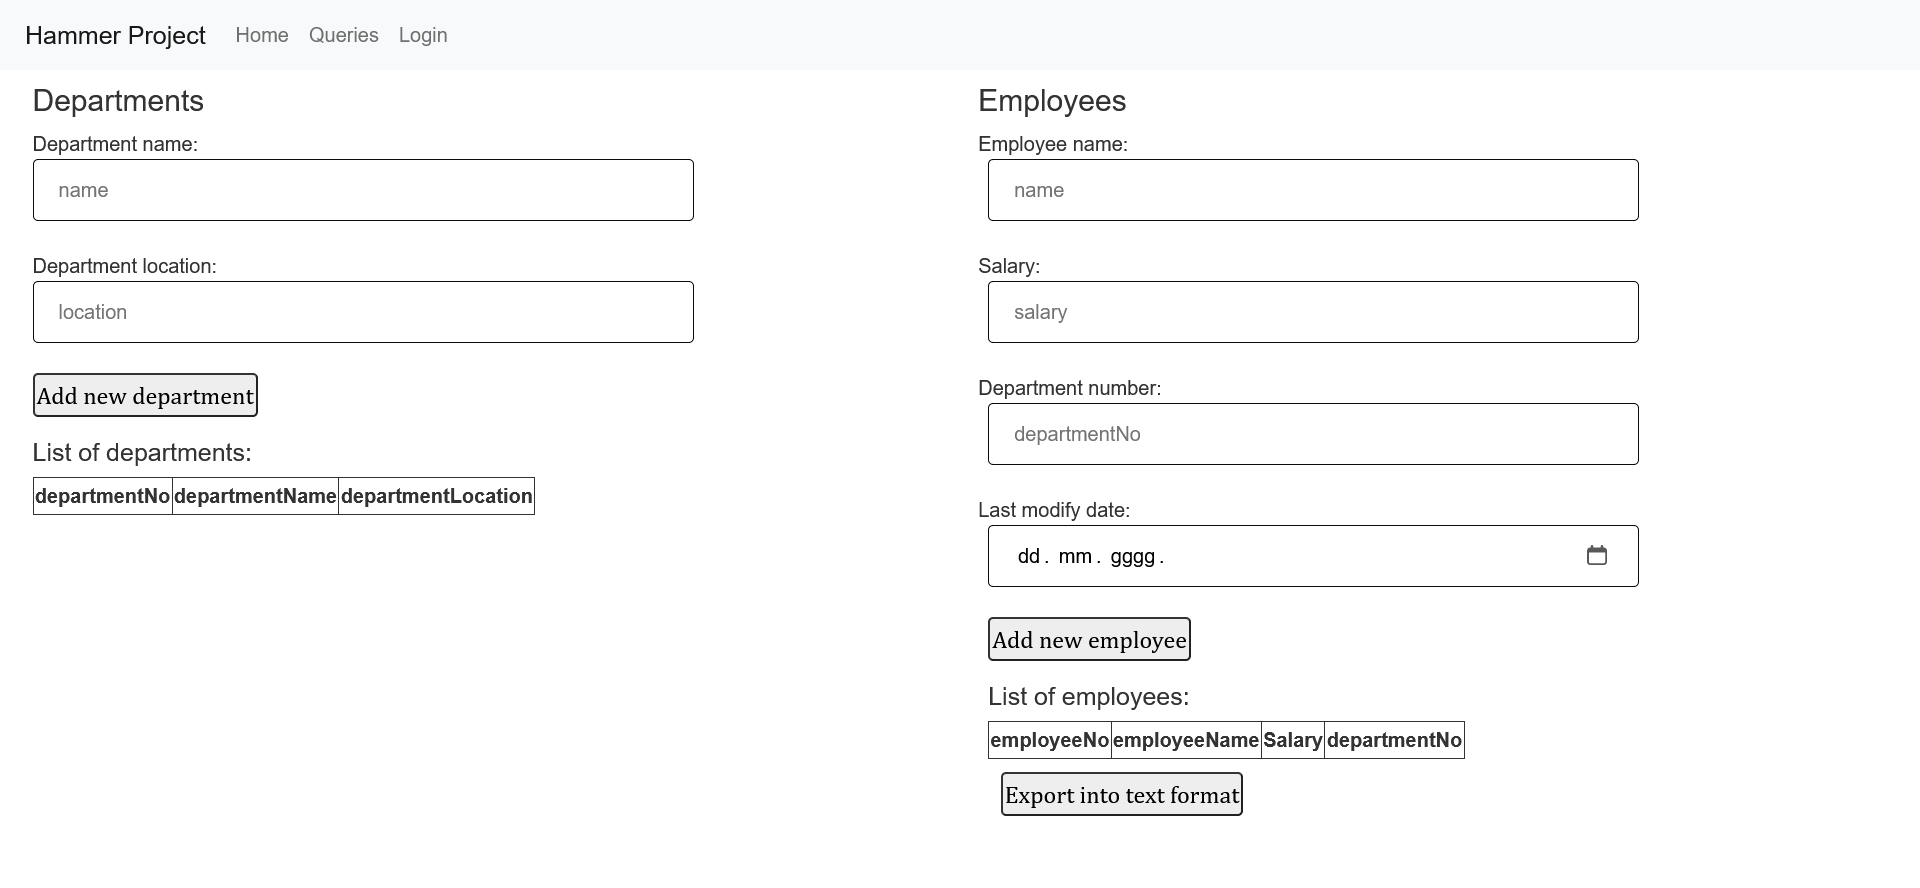 Hammer Project Home Queries Login
Departments
Department name:
name
Department location:
location
Add new department
List of departments:
departmentNo departmentName departmentLocation
Employees
Employee name:
name
Salary:
salary
Department number:
departmentNo
Last modify date:
dd. mm. gggg.
Add new employee
List of employees:
employeeNo employeeName Salary departmentNo
Export into text format